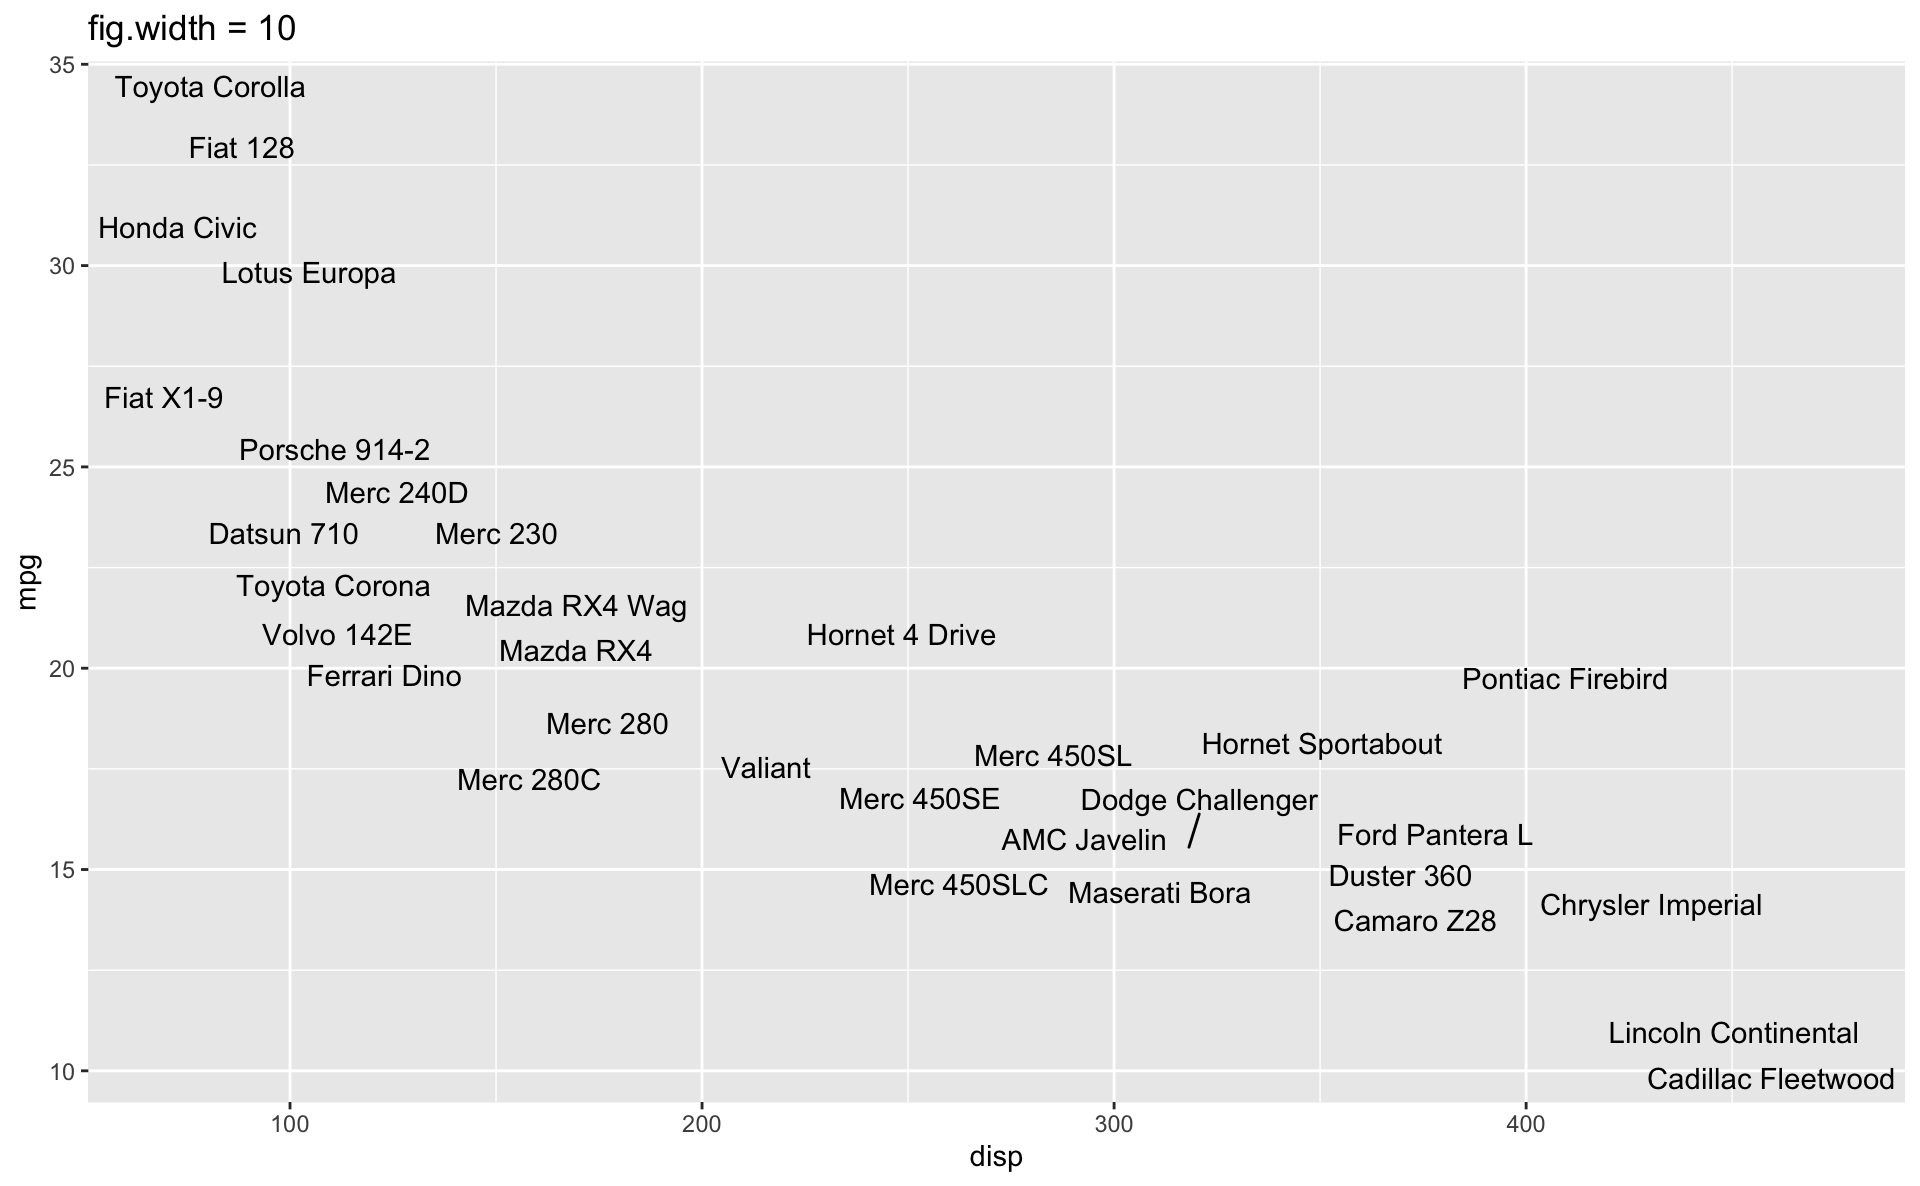 fig.width = 10
35
Toyota Corolla
Fiat 128
Honda Civic
30
Lotus Europa
Fiat X1-9
Porsche 914-2
25
Merc 240D
Datsun 710
Merc 230
mpg
Toyota Corona
Mazda RX4 Wag
Volvo 142E
Hornet 4 Drive
Mazda RX4
20
Ferrari Dino
Pontiac Firebird
Merc 280
Hornet Sportabout
Merc 450SL
Valiant
Merc 280C
Merc 450SE
Dodge Challenger
AMC Javelin
Ford Pantera L
15
Duster 360
Merc 450SLC
Maserati Bora
Chrysler Imperial
Camaro Z28
Lincoln Continental
10
Cadillac Fleetwood
100
200
300
400
disp